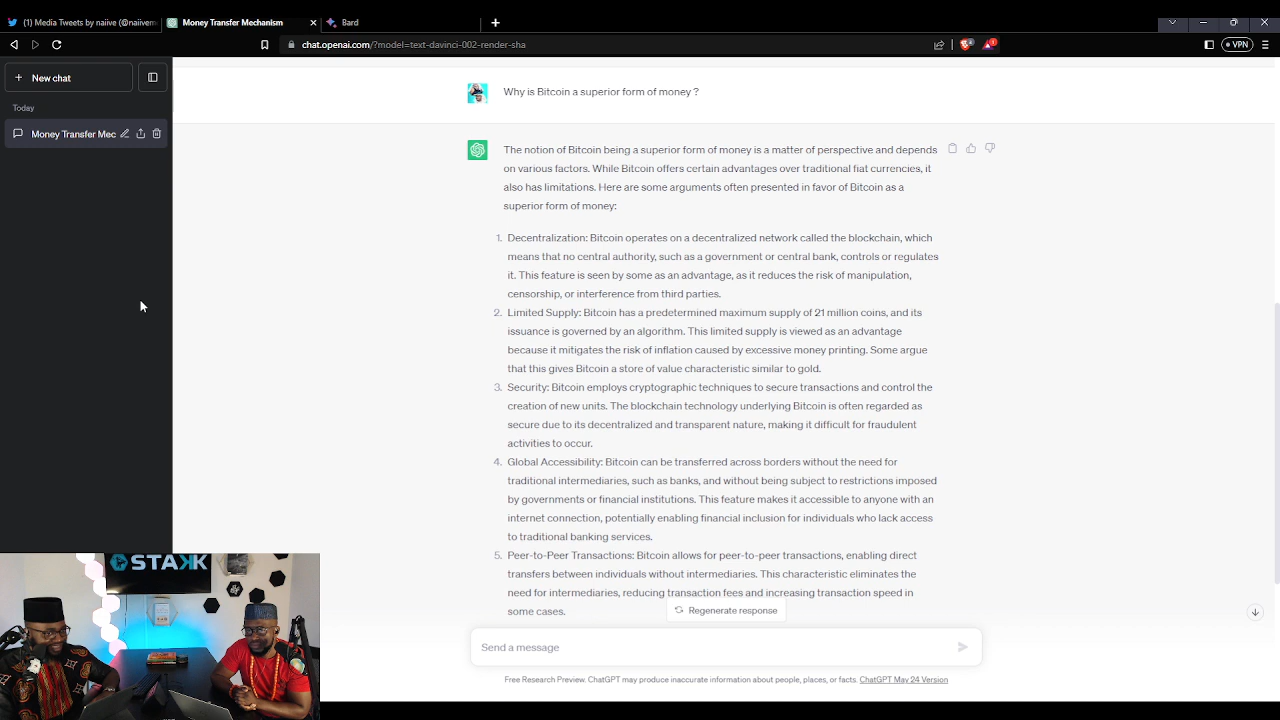 (1) Media Tweets by naiive (@naivem
Money Transfer Mechanism
Bard
chat.openai.com/?model=text-davinci-002-render-sha
VPN
New chat
Today
Money Transfer Mec
Why is Bitcoin a superior form of money ?
The notion of Bitcoin being a superior form of money is a matter of perspective and depends
on various factors. While Bitcoin offers certain advantages over traditional fiat currencies, it
also has limitations. Here are some arguments often presented in favor of Bitcoin as a
superior form of money:
1. Decentralization: Bitcoin operates on a decentralized network called the blockchain, which
means that no central authority, such as a government or central bank, controls or regulates
it. This feature is seen by some as an advantage, as it reduces the risk of manipulation,
censorship, or interference from third parties.
2. Limited Supply: Bitcoin has a predetermined maximum supply of 21 million coins, and its
issuance is governed by an algorithm. This limited supply is viewed as an advantage
because it mitigates the risk of inflation caused by excessive money printing. Some argue
that this gives Bitcoin a store of value characteristic similar to gold.
3. Security: Bitcoin employs cryptographic techniques to secure transactions and control the
creation of new units. The blockchain technology underlying Bitcoin is often regarded as
secure due to its decentralized and transparent nature, making it difficult for fraudulent
activities to occur.
4. Global Accessibility: Bitcoin can be transferred across borders without the need for
traditional intermediaries, such as banks, and without being subject to restrictions imposed
by governments or financial institutions. This feature makes it accessible to anyone with an
internet connection, potentially enabling financial inclusion for individuals who lack access
to traditional banking services.
5. Peer-to-Peer Transactions: Bitcoin allows for peer-to-peer transactions, enabling direct
transfers between individuals without intermediaries. This characteristic eliminates the
need for intermediaries, reducing transaction fees and increasing transaction speed in
some cases.
Regenerate response
Send a message
Free Research Preview. ChatGPT may produce inaccurate information about people, places, or facts. ChatGPT May 24 Version
STAKK